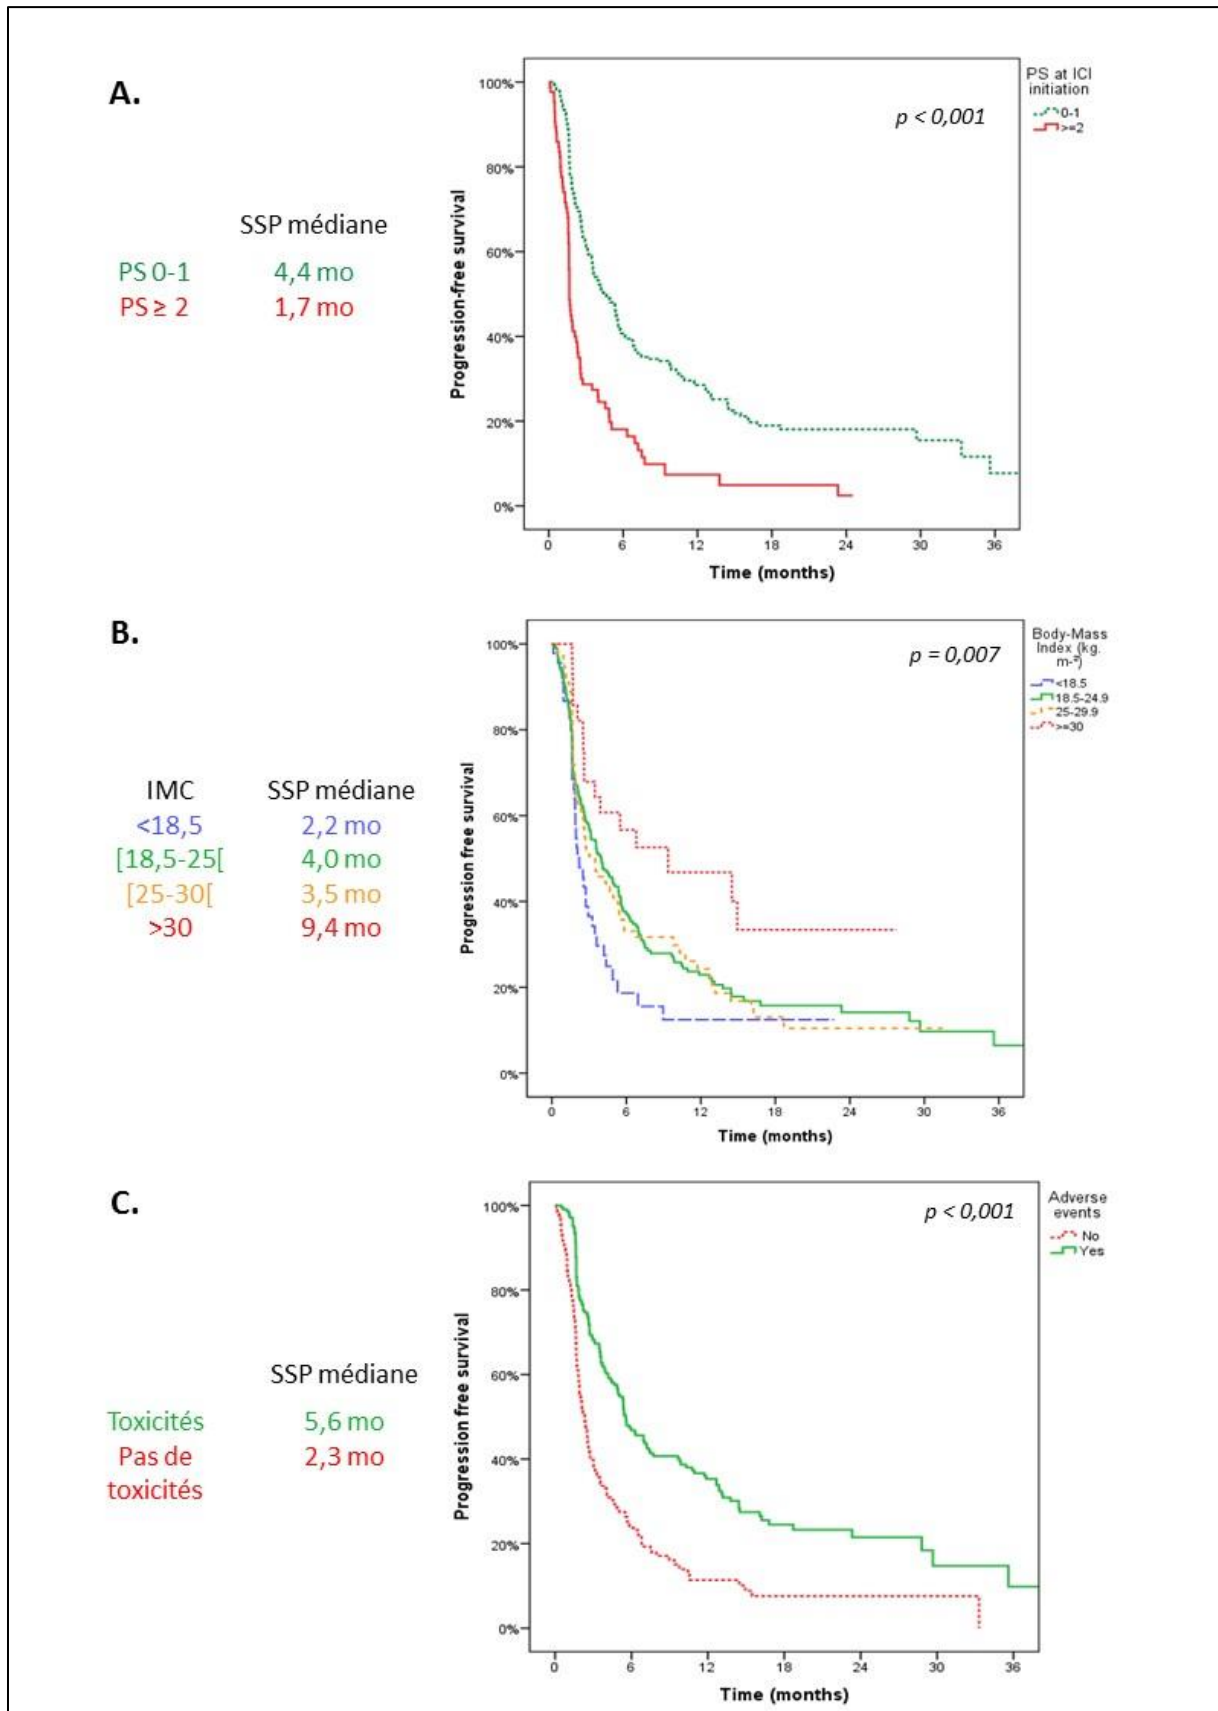 A.
SSP médiane
PS 0-1 4,4 mo
PS ≥ 2 1,7 mo
Progression-free survival
100%
80%
60%
40%
20%
0%
p < 0,001
0 6 12 18 24 30 36
Time (months)
PS at ICI
initiation
0-1
>=2
B.
IMC SSP médiane
<18,5 2,2 mo
[18,5-25[ 4,0 mo
[25-30[ 3,5 mo
>30 9,4 mo
Progression free survival
100%
80%
60%
40%
20%
0%
p = 0,007
0 6 12 18 24 30 36
Time (months)
Body-Mass
Index (kg.
m-²)
<18.5
18.5-24.9
25-29.9
>=30
C.
SSP médiane
Toxicités 5,6 mo
Pas de 2,3 mo
toxicités
Progression free survival
100%
80%
60%
40%
20%
0%
p < 0,001
0 6 12 18 24 30 36
Time (months)
Adverse
events
No
Yes